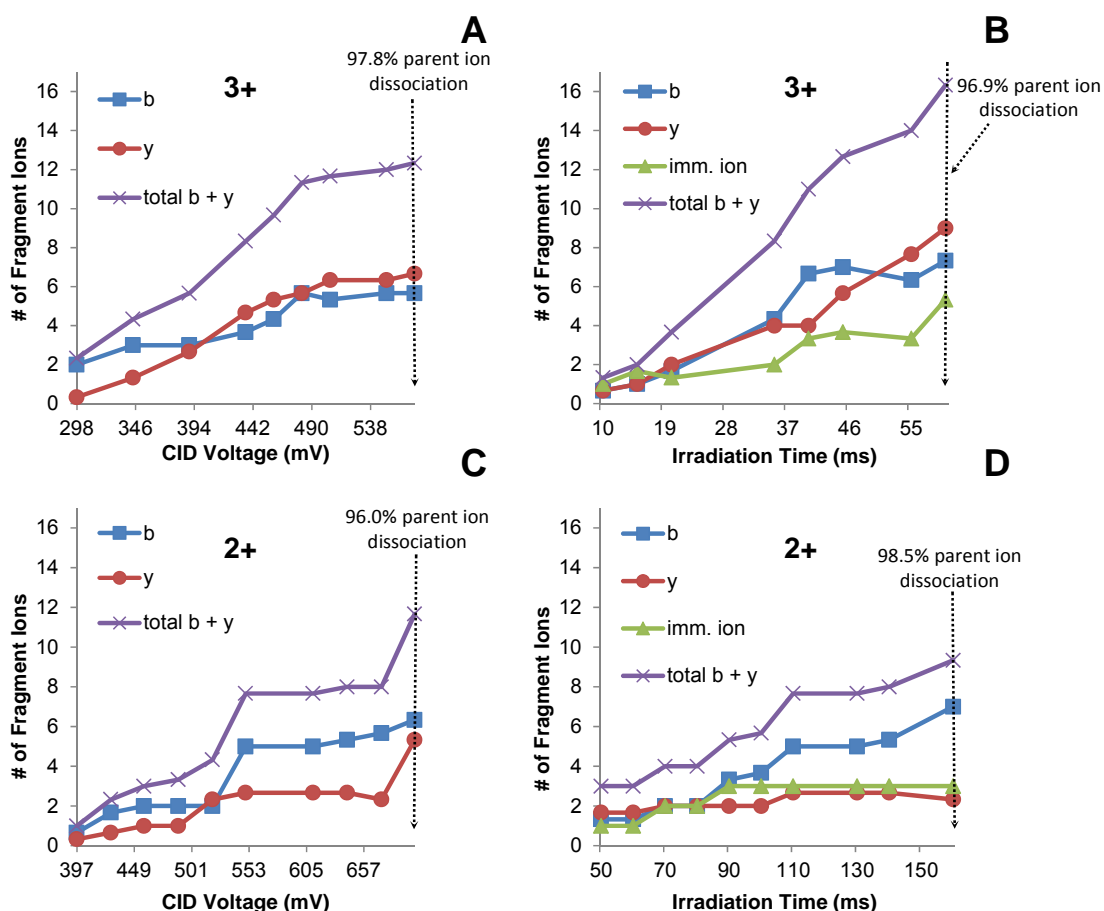 A
97.8% parent ion
dissociation
3+
b
y
total b + y
# of Fragment Ions
16
14
12
10
8
6
4
2
0
298 346 394 442 490 538
CID Voltage (mV)
B
96.9% parent ion
dissociation
3+
b
y
imm. ion
total b + y
# of Fragment Ions
16
14
12
10
8
6
4
2
0
10 19 28 37 46 55
Irradiation Time (ms)
C
96.0% parent ion
dissociation
2+
b
y
total b + y
# of Fragment Ions
16
14
12
10
8
6
4
2
0
397 449 501 553 605 657
CID Voltage (mV)
D
98.5% parent ion
dissociation
2+
b
y
imm. ion
total b + y
# of Fragment Ions
16
14
12
10
8
6
4
2
0
50 70 90 110 130 150
Irradiation Time (ms)